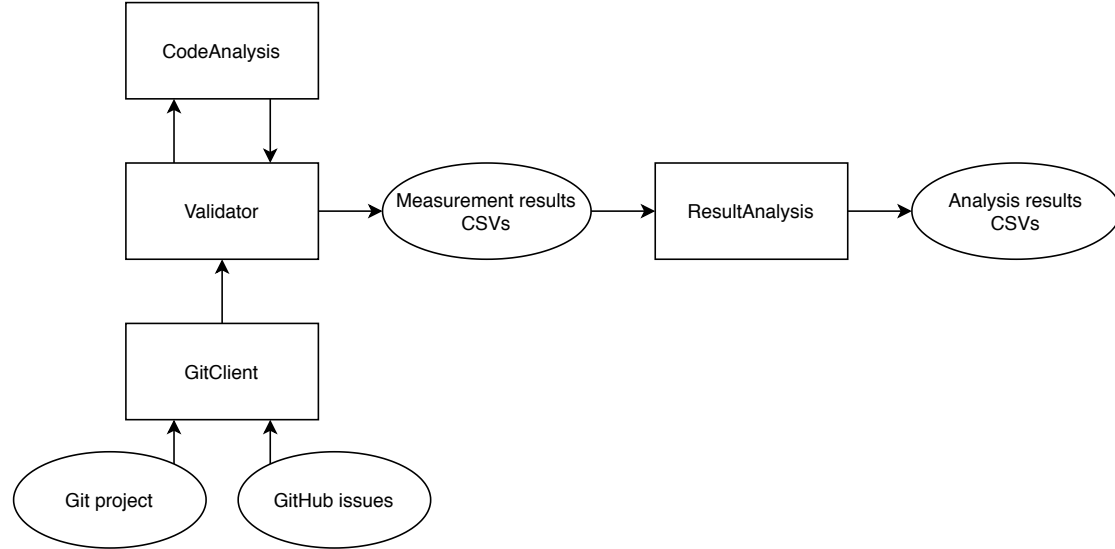 CodeAnalysis
Validator
Measurement results
CSVs
ResultAnalysis
Analysis results
CSVs
GitClient
Git project
GitHub issues